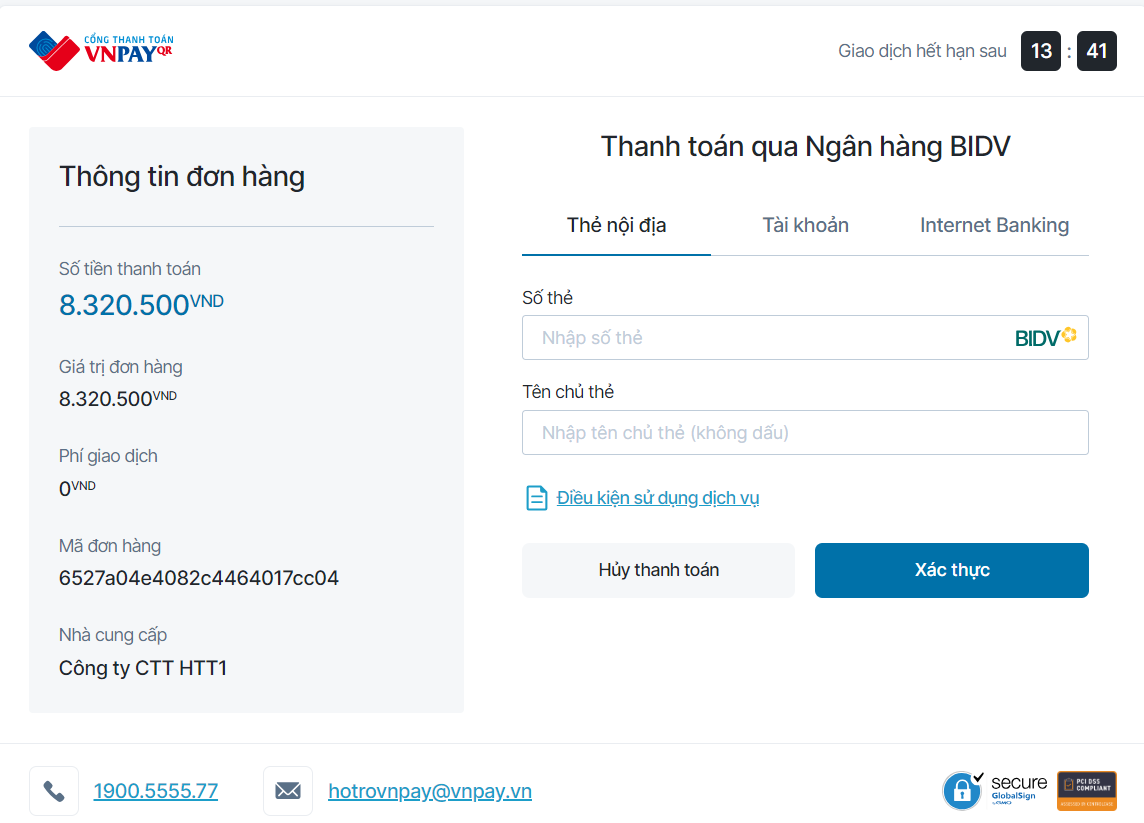 CỔNG THANH TOÁN
VNPAYQR
Giao dịch hết hạn sau 13 : 41
Thông tin đơn hàng
Số tiền thanh toán
8.320.500VND
Giá trị đơn hàng
8.320.500VND
Phí giao dịch
0VND
Mã đơn hàng
6527a04e4082c4464017cc04
Nhà cung cấp
Công ty CTT HTT1
Thanh toán qua Ngân hàng BIDV
Thẻ nội địa Tài khoản Internet Banking
Số thẻ
Nhập số thẻ BIDV
Tên chủ thẻ
Nhập tên chủ thẻ (không dấu)
Điều kiện sử dụng dịch vụ
Hủy thanh toán Xác thực
1900.5555.77 hotrovnpay@vnpay.vn
secure
GlobalSign
PCI DSS
COMPLIANT